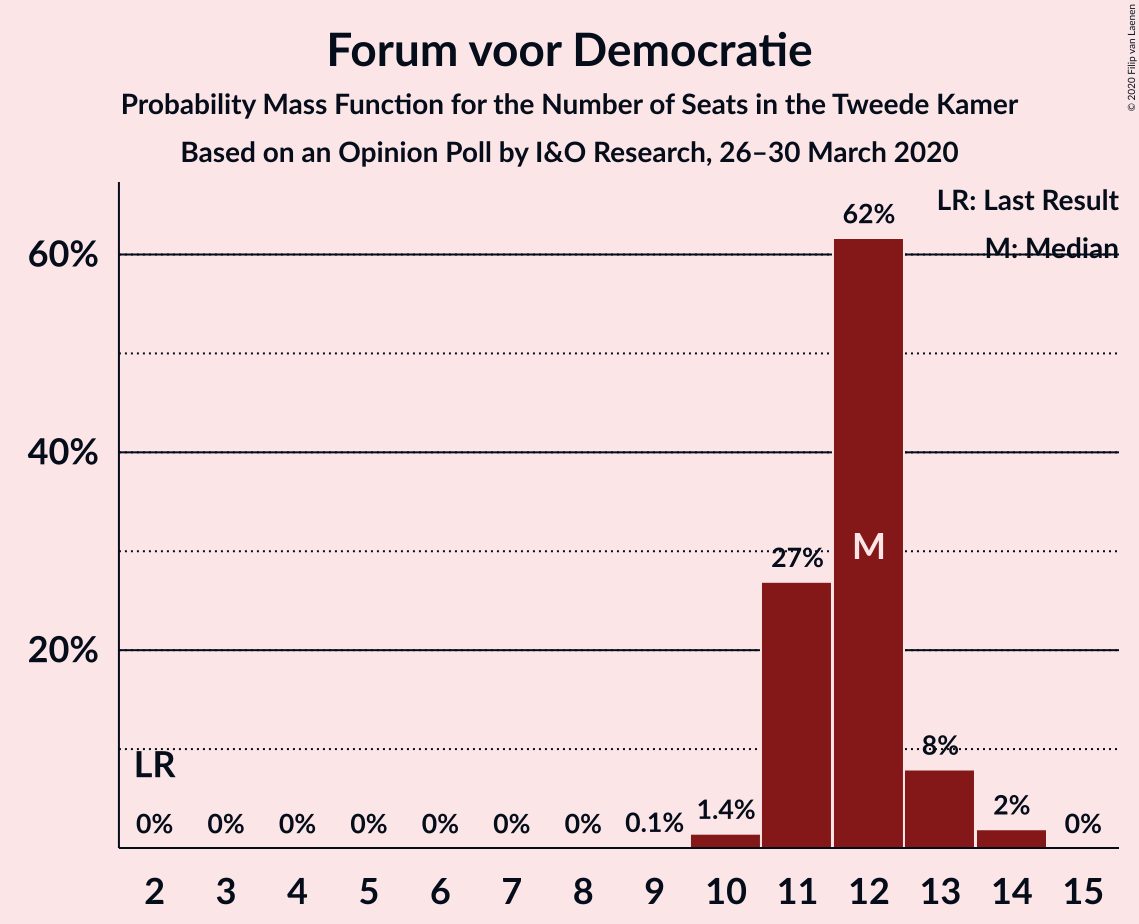 Forum voor Democratie
Probability Mass Function for the Number of Seats in the Tweede Kamer
Based on an Opinion Poll by I&O Research, 26–30 March 2020
© 2020 Filip van Laenen
LR: Last Result
M: Median
60%
40%
20%
LR
M
0%
0%
0%
0%
0%
0%
0%
0.1%
1.4%
27%
62%
8%
2%
0%
2 3 4 5 6 7 8 9 10 11 12 13 14 15